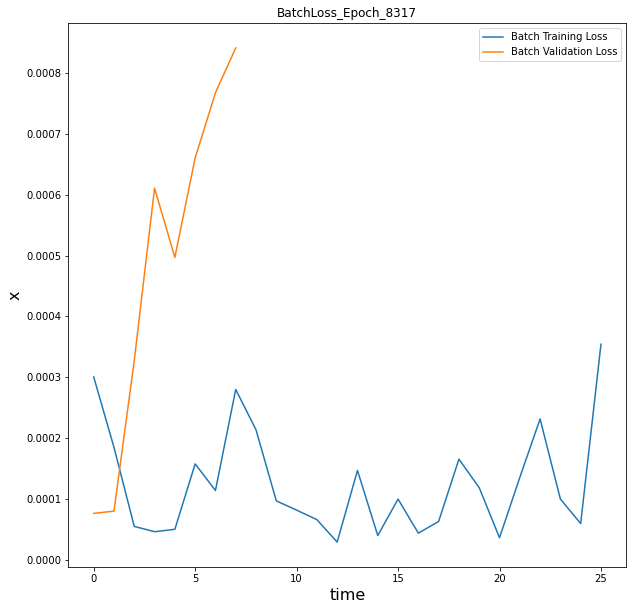 BatchLoss_Epoch_8317
Batch Training Loss
Batch Validation Loss
0.0008
0.0007
0.0006
0.0005
0.0004
0.0003
0.0002
0.0001
0.0000
x
0 5 10 15 20 25
time